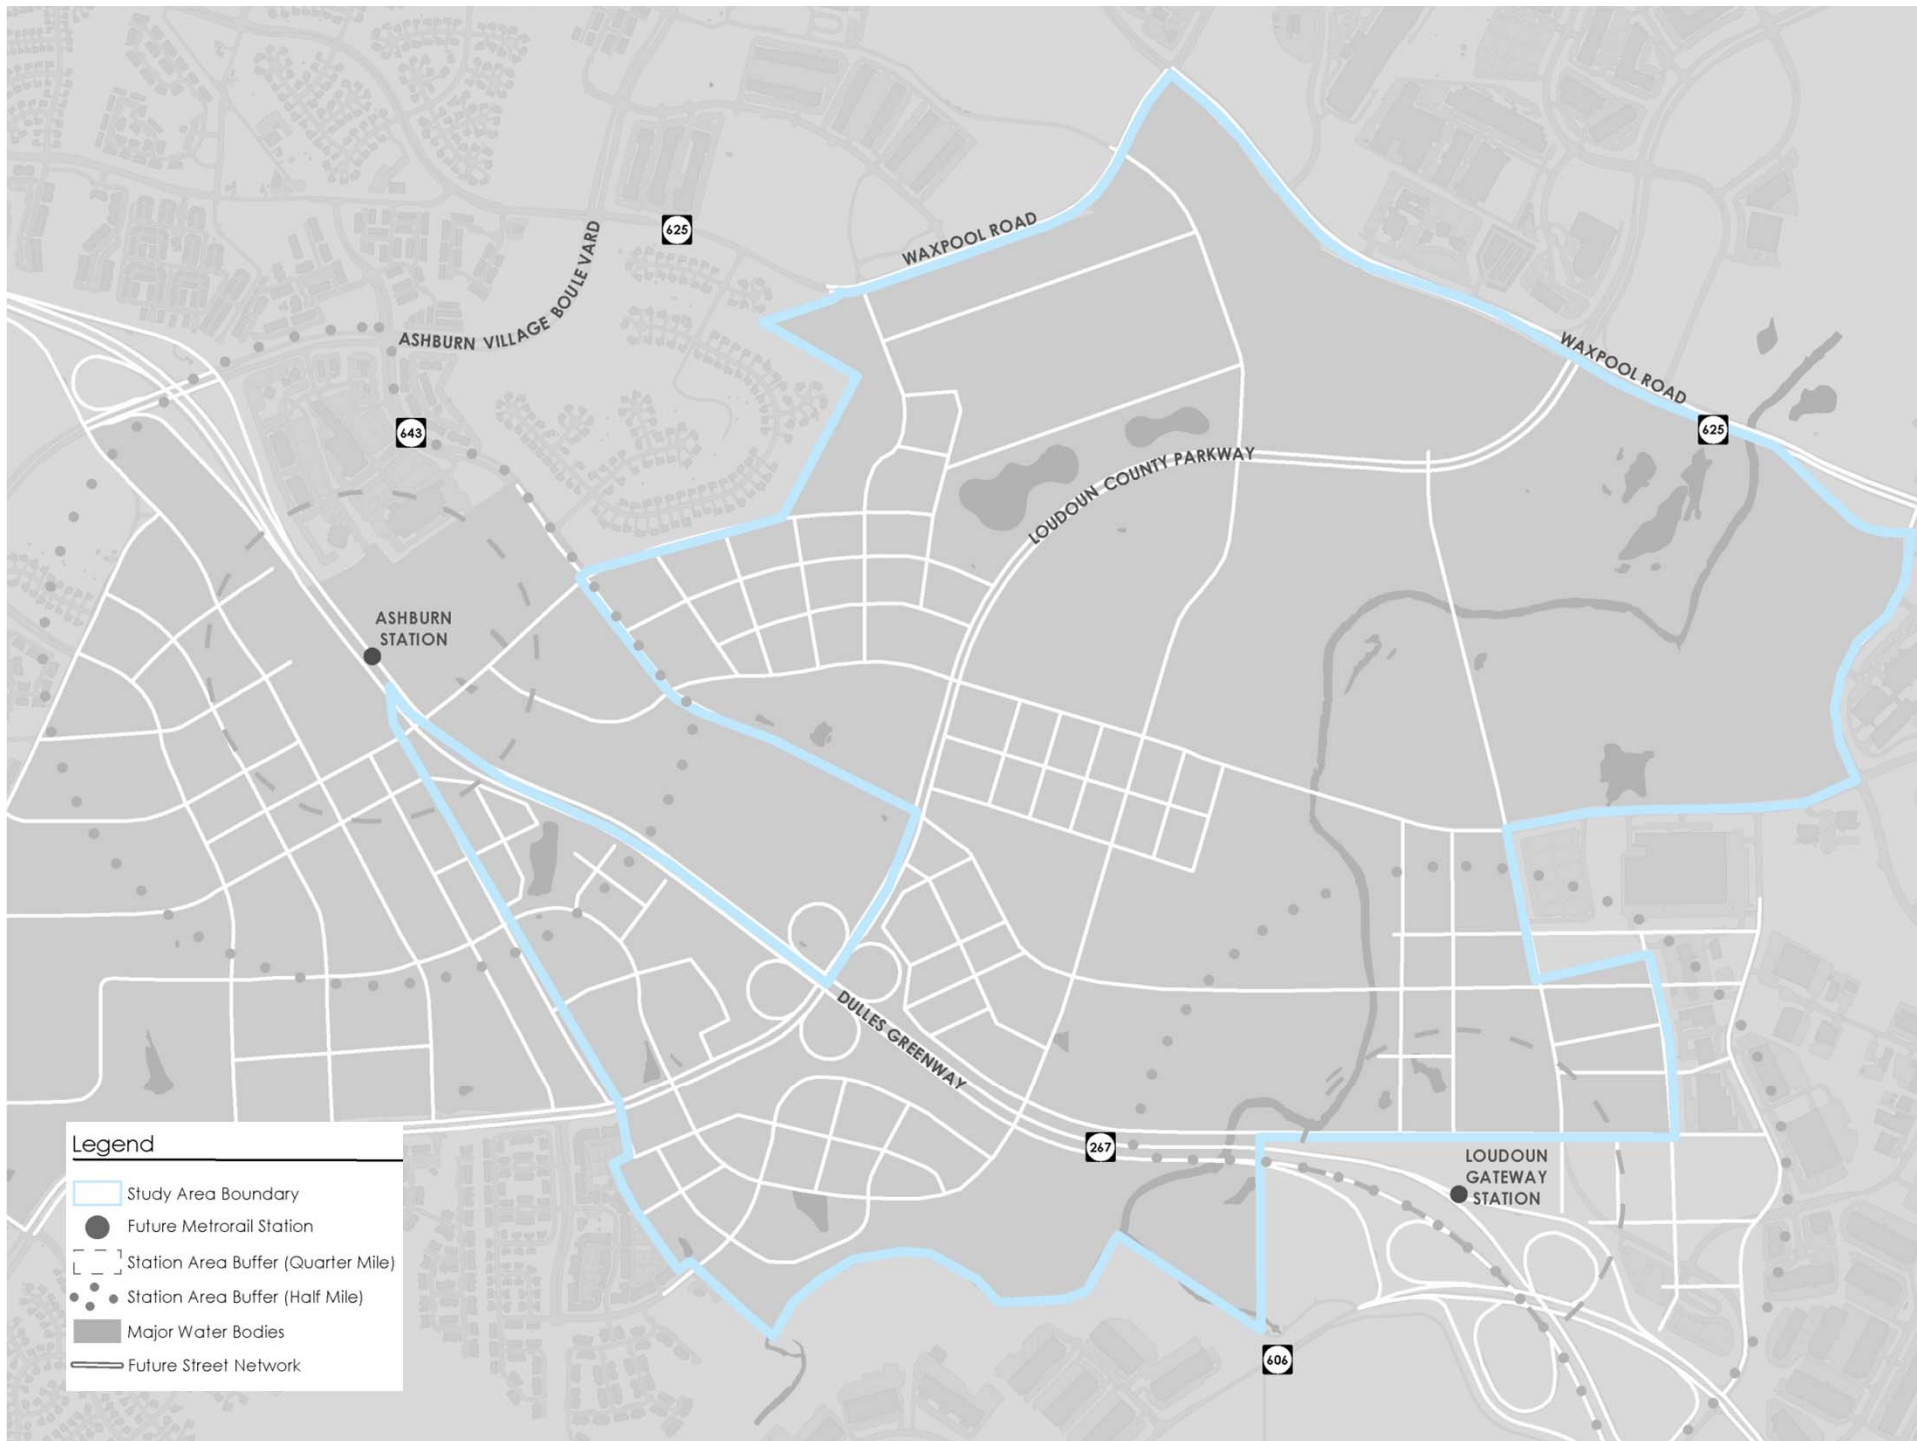 625
WAXPOOL ROAD
ASHBURN VILLAGE BOULEVARD
WAXPOOL ROAD
643
625
LOUDOUN COUNTY PARKWAY
ASHBURN
STATION
DULLES GREENWAY
267
LOUDOUN
GATEWAY
STATION
606
Legend
Study Area Boundary
Future Metrorail Station
Station Area Buffer (Quarter Mile)
Station Area Buffer (Half Mile)
Major Water Bodies
Future Street Network